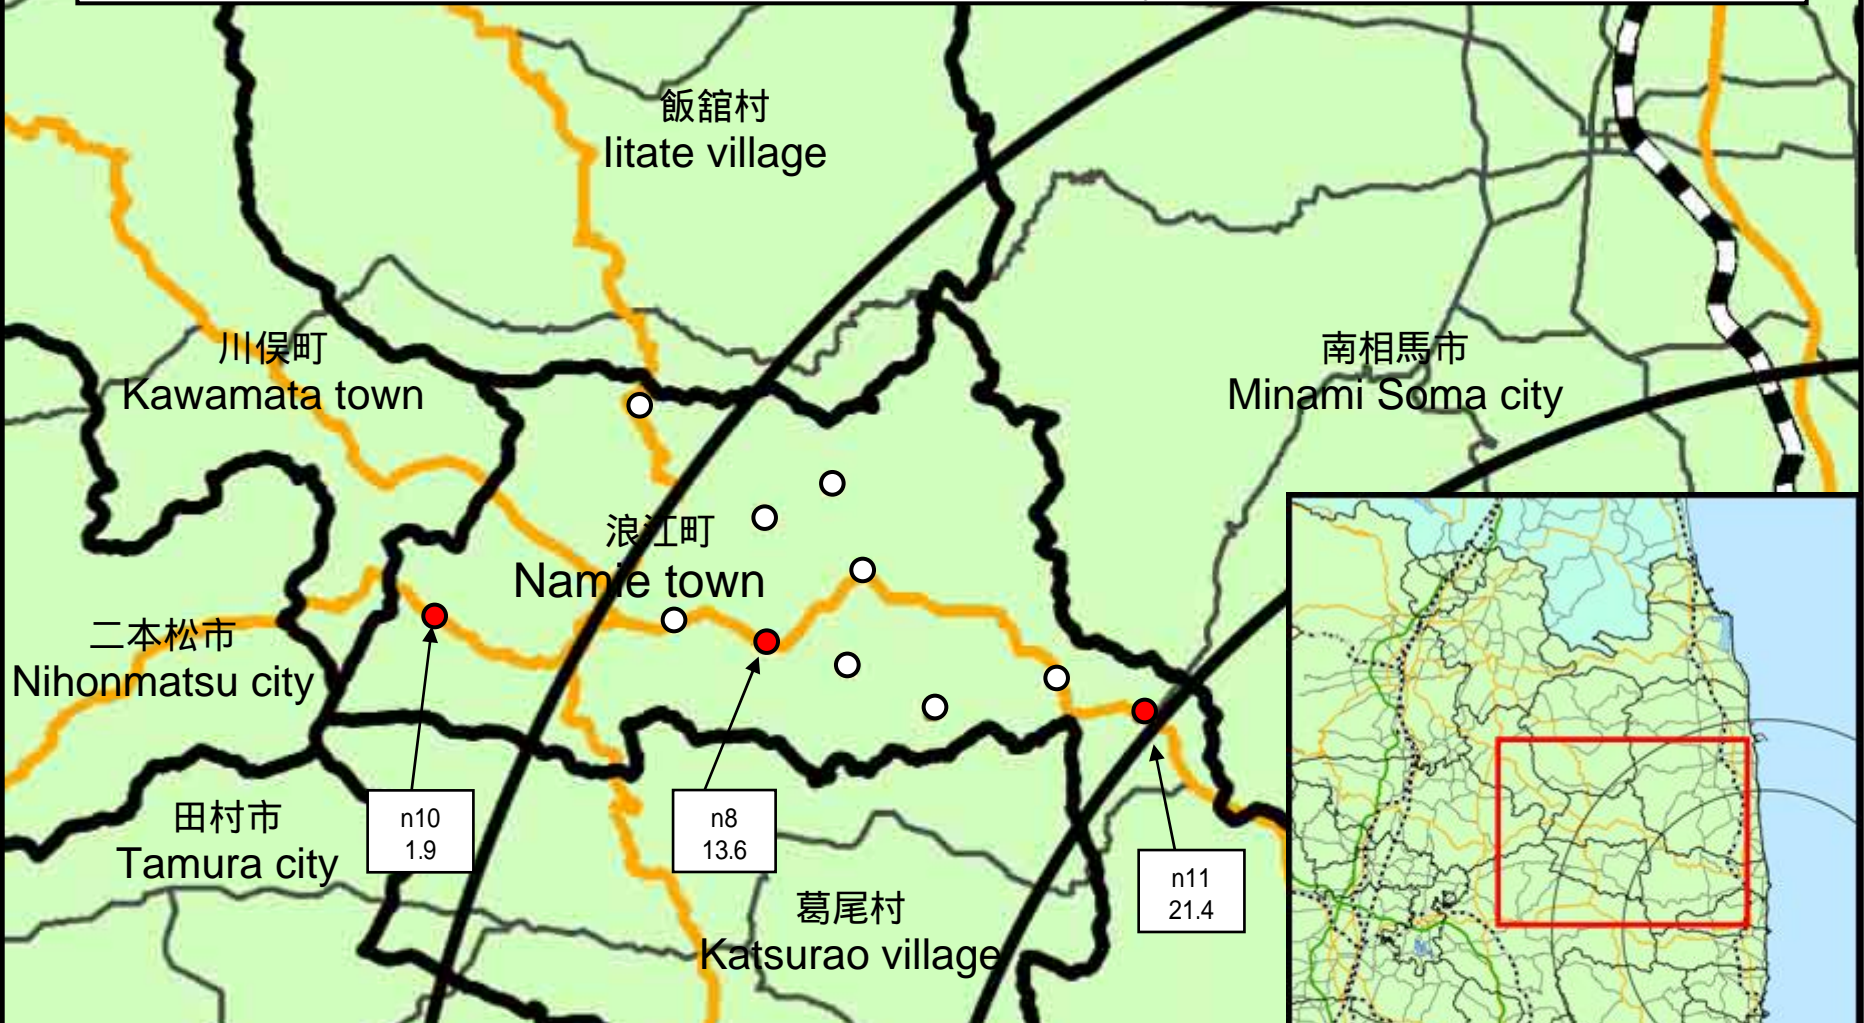 飯舘村
Iitate village
川俣町
Kawamata town
南相馬市
Minami Soma city
浪江町
Namie town
二本松市
Nihonmatsu city
田村市
Tamura city
n10
1.9
n8
13.6
n11
21.4
葛尾村
Katsurao village